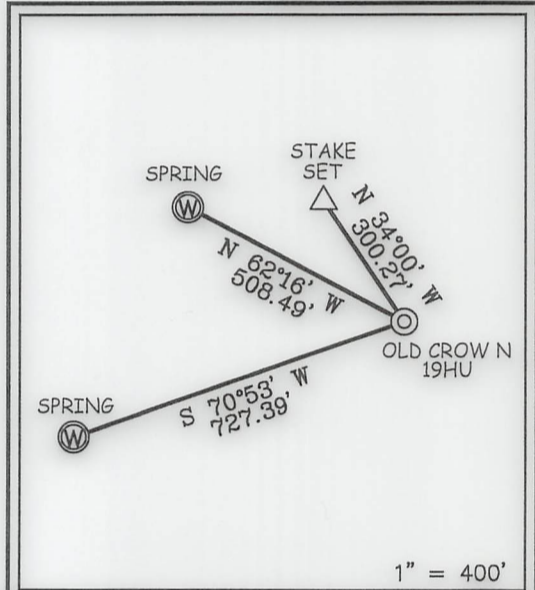 STAKE
SET
SPRING
W
N 34°00' W
300.27'
N 62°16' W
508.49'
OLD CROW N
19HU
S 70°53' W
727.39'
SPRING
W
1" = 400'